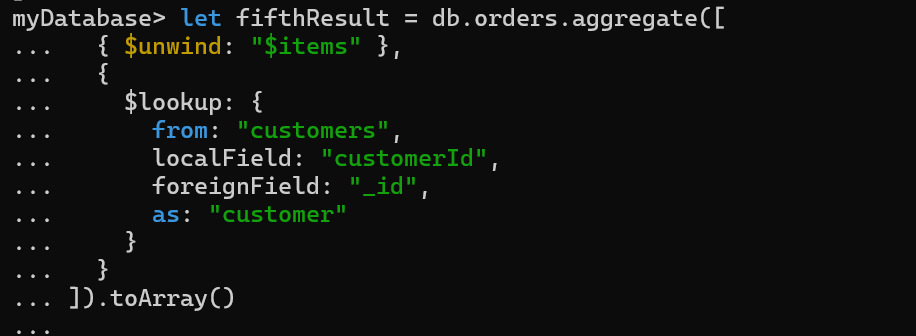 myDatabase> let fifthResult = db.orders.aggregate([
...   { $unwind: "$items" },
...   {
...     $lookup: {
...       from: "customers",
...       localField: "customerId",
...       foreignField: "_id",
...       as: "customer"
...     }
...   }
... ]).toArray()
...